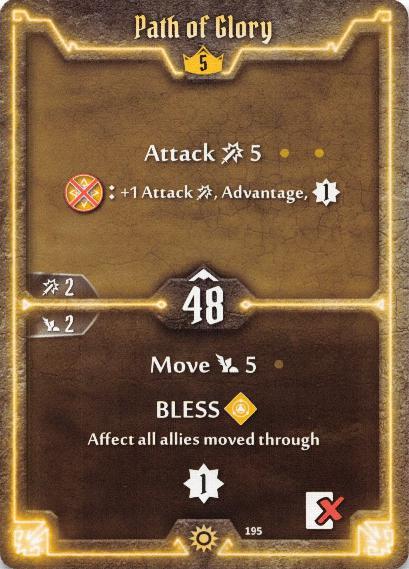 Path of Glory
5
Attack 5
: +1 Attack , Advantage, 1
2
48
2
Move 5
BLESS
Affect all allies moved through
1
195